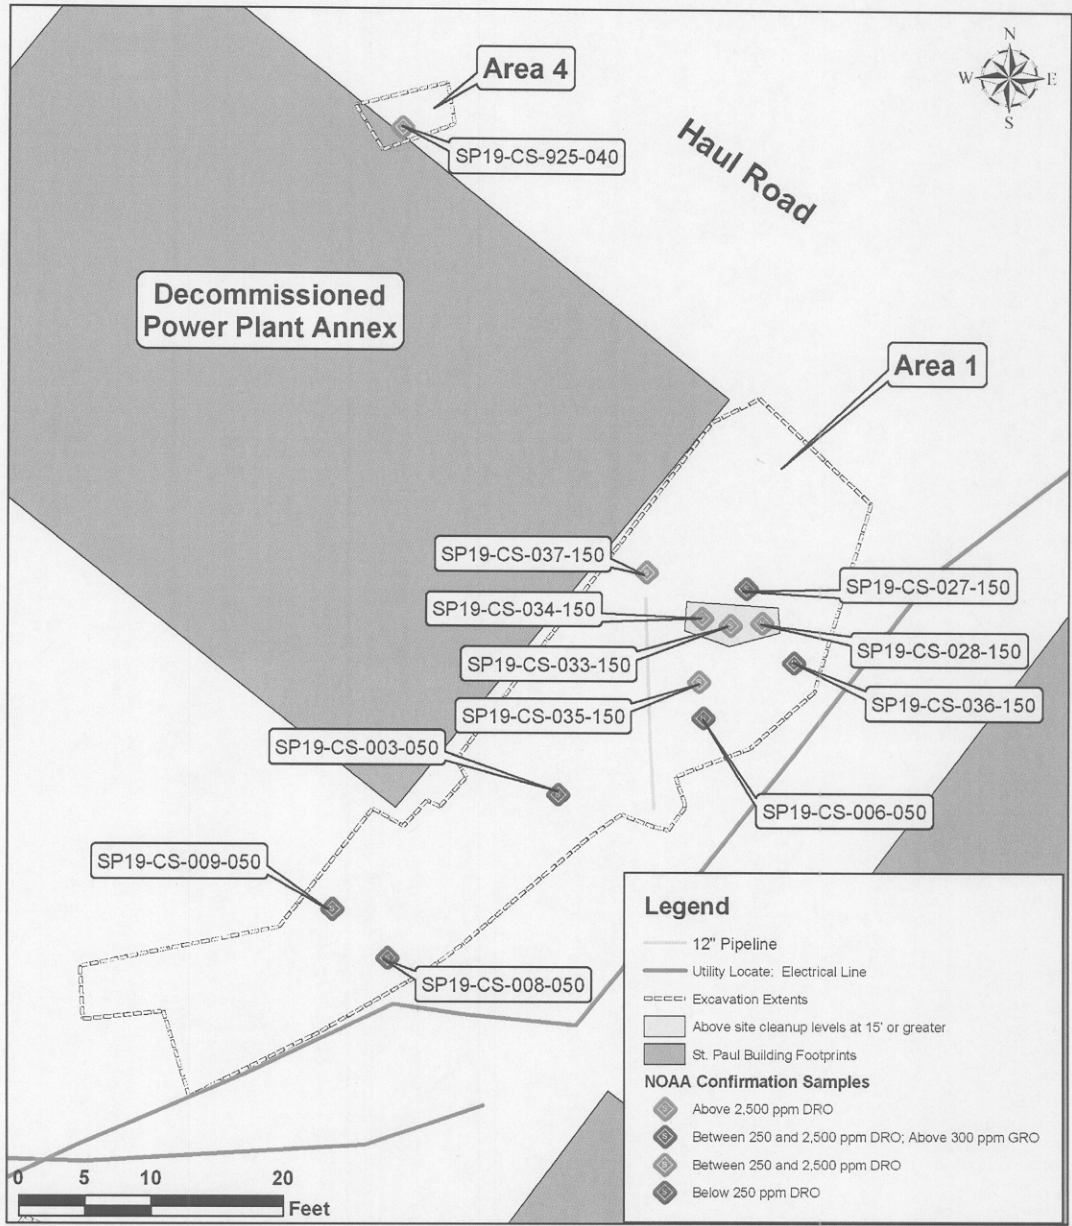 Area 4
N
W
E
S
SP19-CS-925-040
Haul Road
Decommissioned
Power Plant Annex
Area 1
SP19-CS-037-150
SP19-CS-027-150
SP19-CS-034-150
SP19-CS-033-150
SP19-CS-028-150
SP19-CS-035-150
SP19-CS-036-150
SP19-CS-003-050
SP19-CS-006-050
SP19-CS-009-050
SP19-CS-008-050
Legend
12" Pipeline
Utility Locate: Electrical Line
Excavation Extents
Above site cleanup levels at 15' or greater
St. Paul Building Footprints
NOAA Confirmation Samples
Above 2,500 ppm DRO
Between 250 and 2,500 ppm DRO; Above 300 ppm GRO
Between 250 and 2,500 ppm DRO
Below 250 ppm DRO
0 5 10 20
Feet